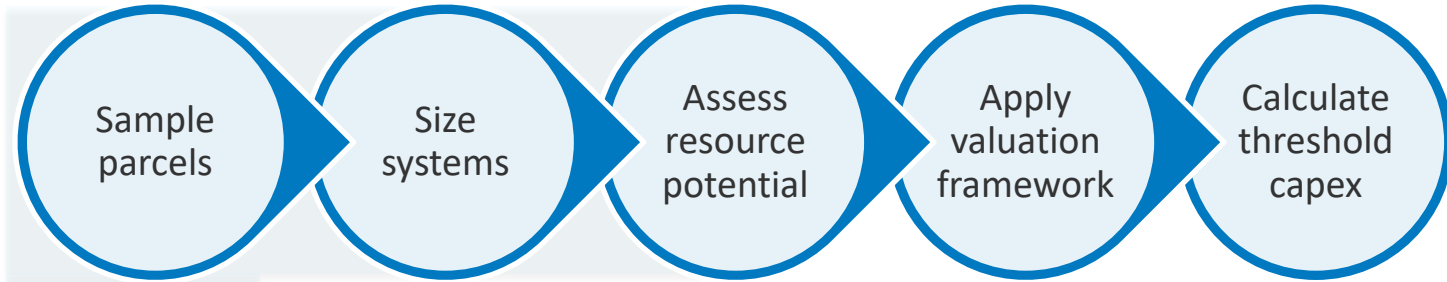 Sample
parcels
Size
systems
Assess
resource
potential
Apply
valuation
framework
Calculate
threshold
capex